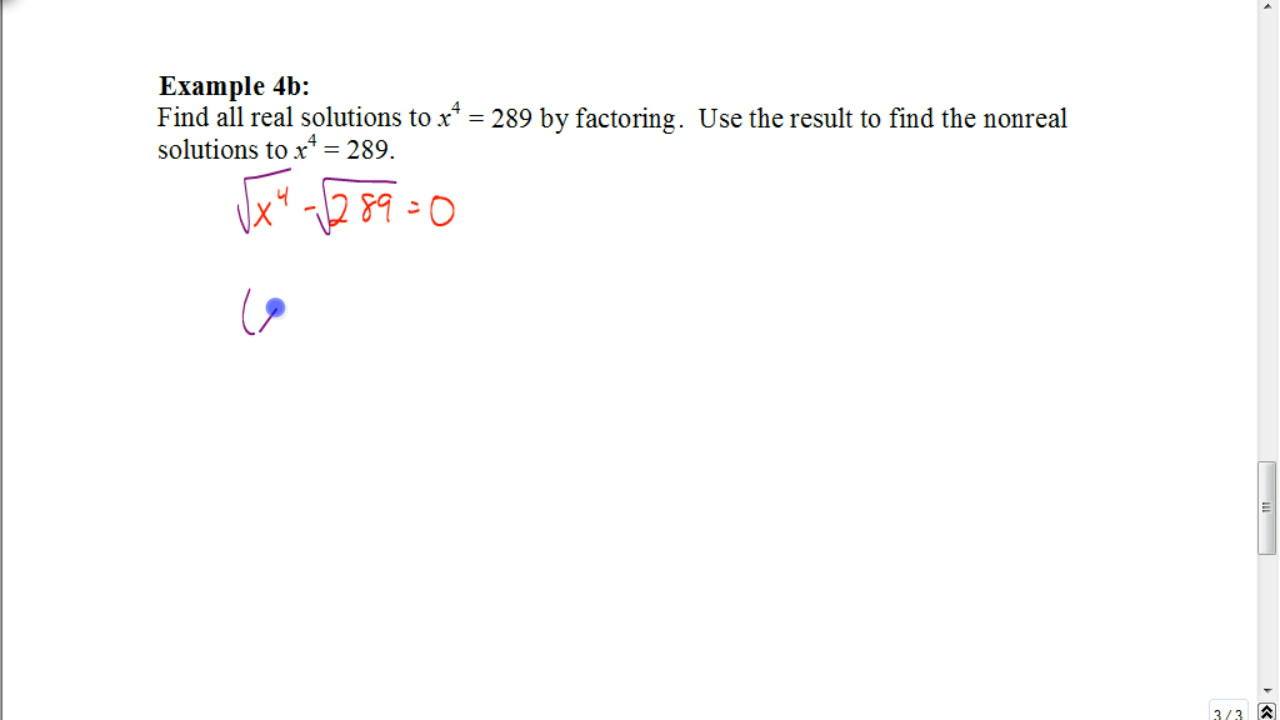 Example 4b:
Find all real solutions to x⁴ = 289 by factoring. Use the result to find the nonreal
solutions to x⁴ = 289.
√x⁴ - √289 = 0
(
3 / 3